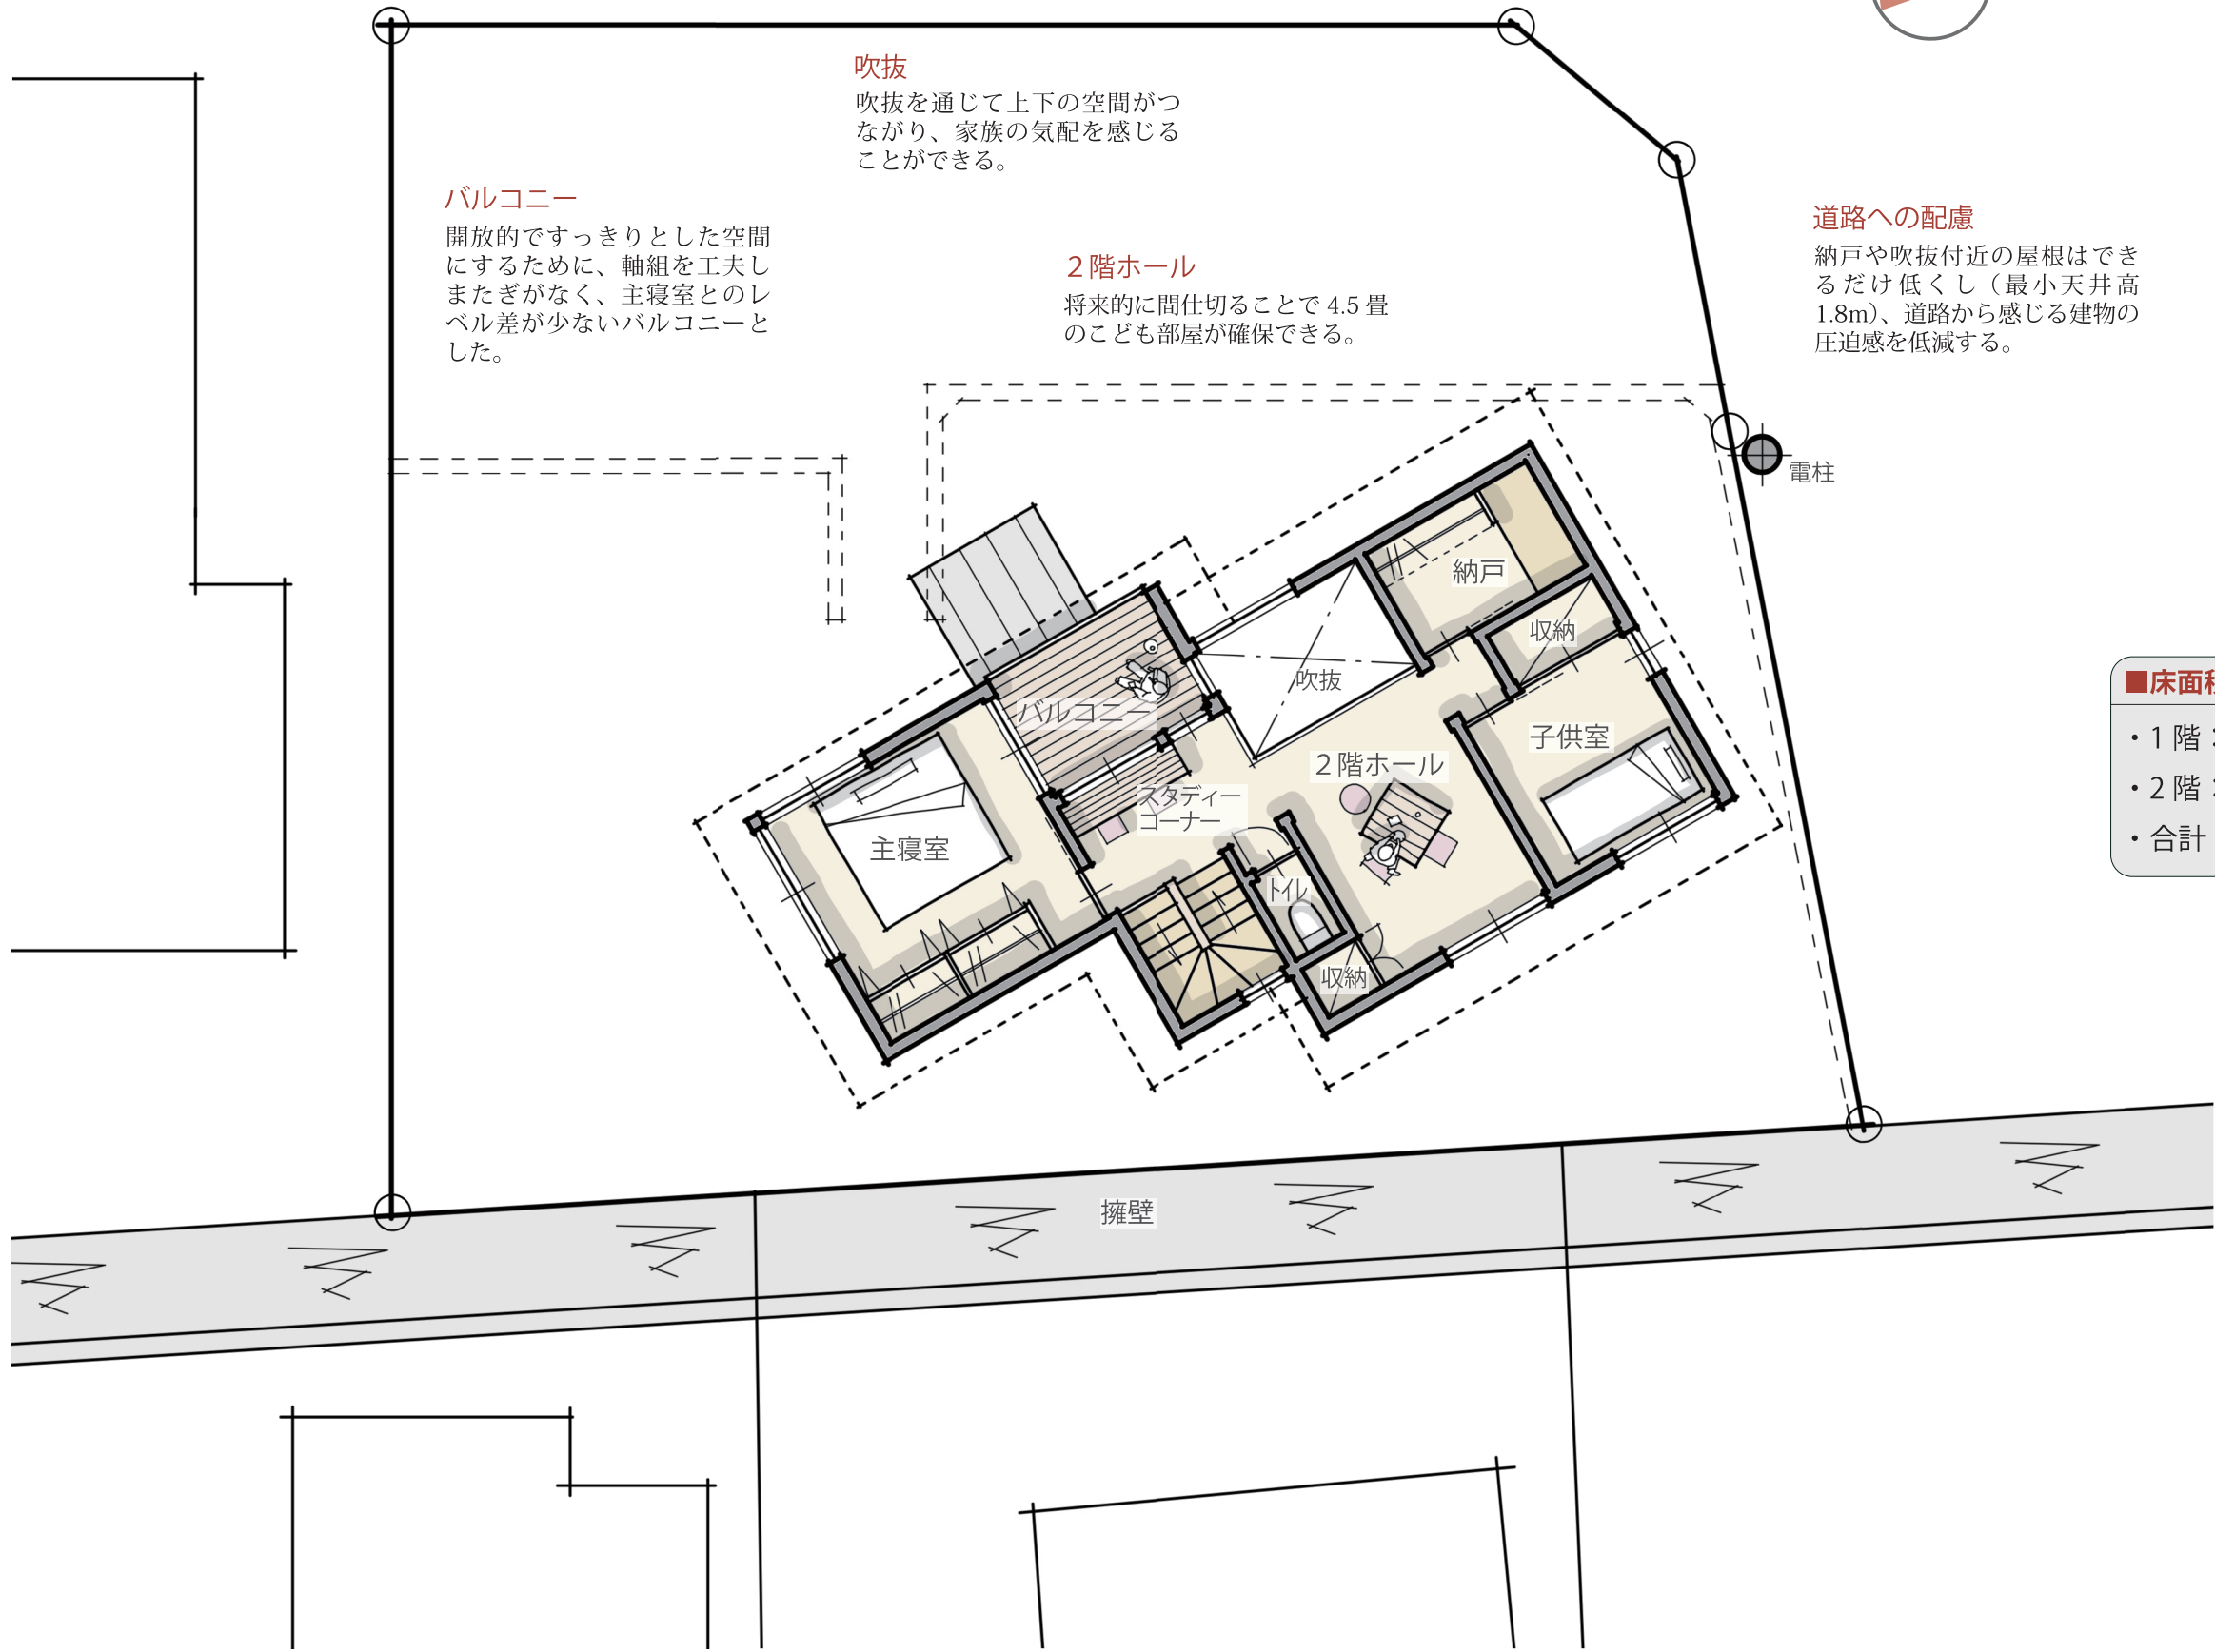 吹抜
吹抜を通じて上下の空間がつ
ながり、家族の気配を感じる
ことができる。
バルコニー
開放的ですっきりとした空間
にするために、軸組を工夫し
またぎがなく、主寝室とのレ
ベル差が少ないバルコニーと
した。
2階ホール
将来的に間仕切ることで 4.5 畳
のこども部屋が確保できる。
道路への配慮
納戸や吹抜付近の屋根はでき
るだけ低くし（最小天井高
1.8m）、道路から感じる建物の
圧迫感を低減する。
電柱
納戸
収納
吹抜
バルコニー
子供室
2階ホール
スタディー
コーナー
主寝室
トイレ
収納
擁壁
■床面
・1 階：
・2 階：
・合計